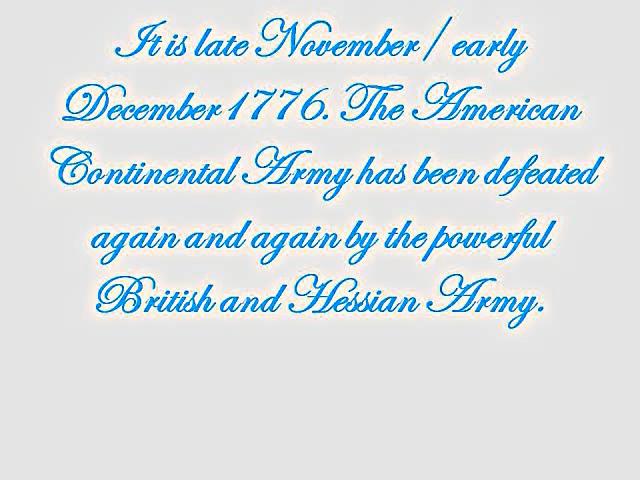 It is late November / early
December 1776. The American
Continental Army has been defeated
again and again by the powerful
British and Hessian Army.